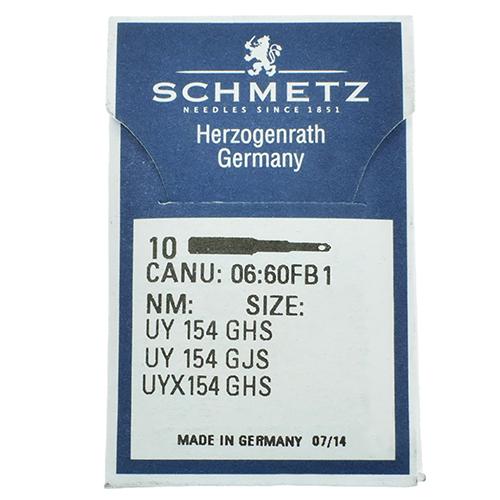 SCHMETZ
NEEDLES SINCE 1851
Herzogenrath
Germany
10
CANU: 06:60FB1
NM: SIZE:
UY 154 GHS
UY 154 GJS
UYX154 GHS
MADE IN GERMANY 07/14